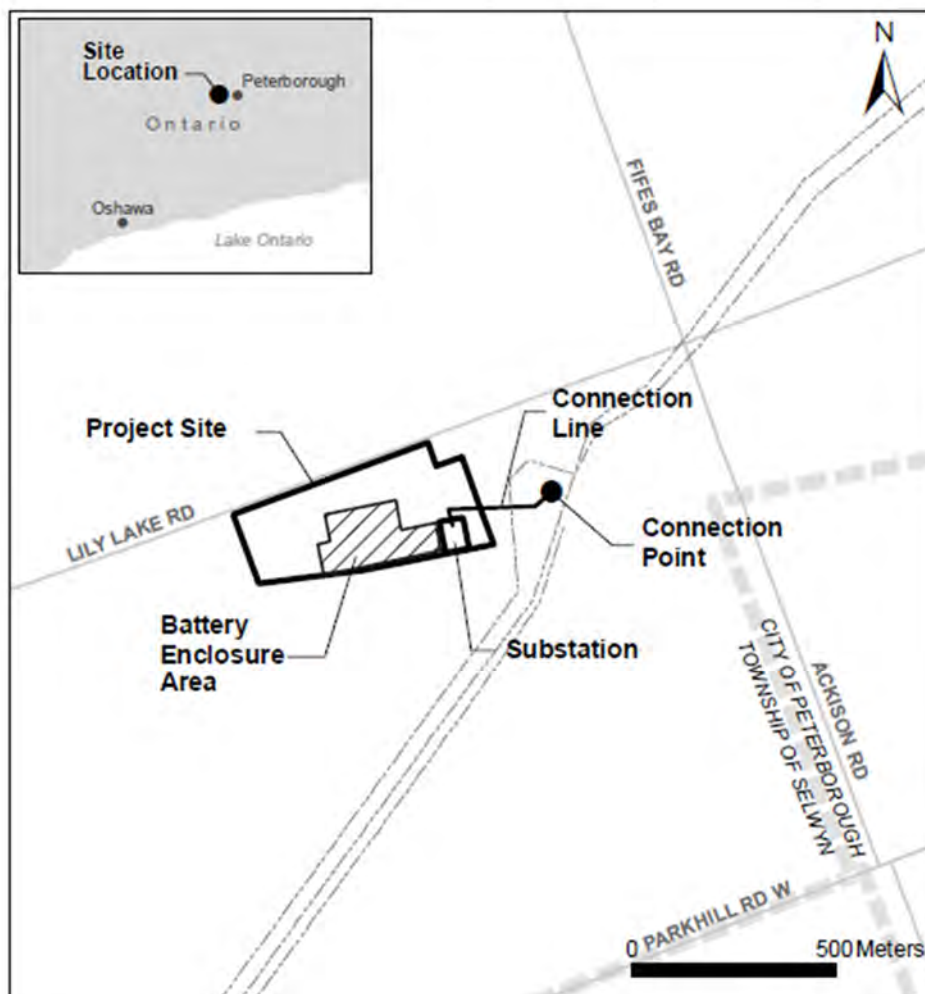 Site
Location
Peterborough
Ontario
Oshawa
Lake Ontario
N
FIFES BAY RD
Project Site
Connection
Line
LILY LAKE RD
Connection
Point
Battery
Enclosure
Area
Substation
CITY OF PETERBOROUGH
TOWNSHIP OF SELWYN
ACKISON RD
PARKHILL RD W
0 500 Meters